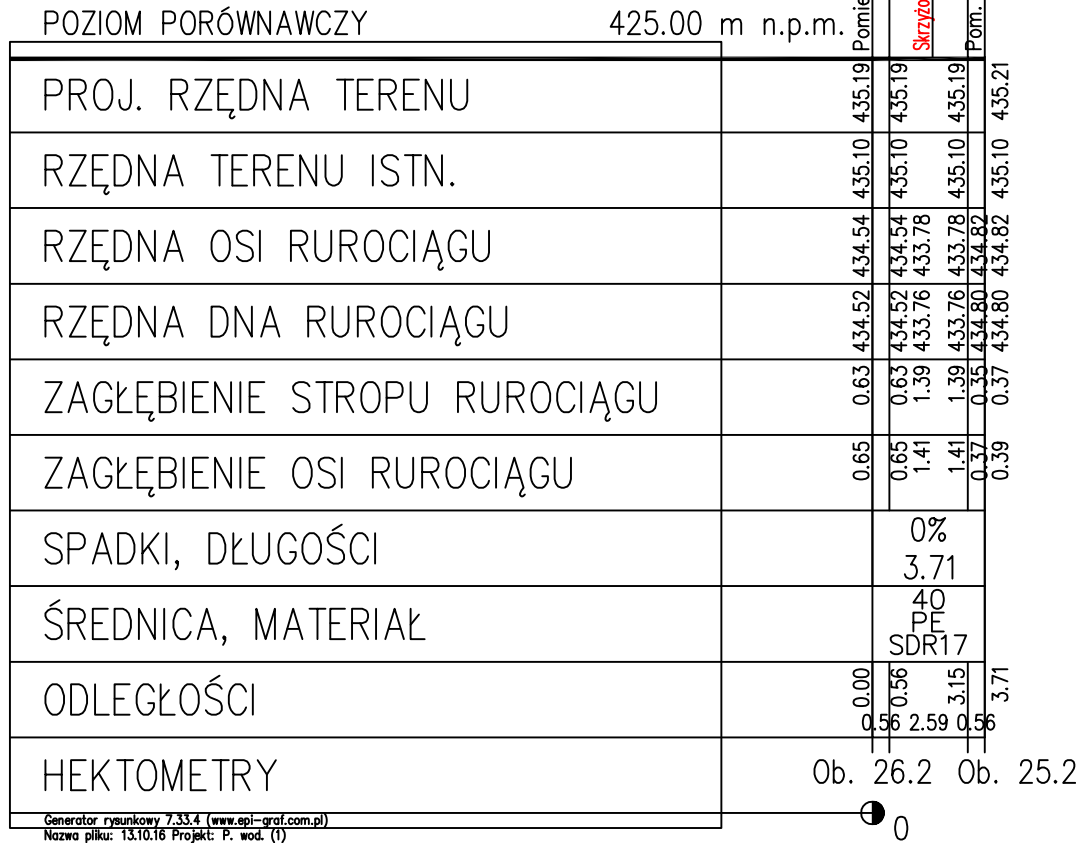 POZIOM PORÓWNAWCZY 425.00 m n.p.m.
Pomie
Skrzyżo
Pom.
PROJ. RZĘDNA TERENU 435.19 435.19 435.19 435.21
RZĘDNA TERENU ISTN. 435.10 435.10 435.10 435.10
RZĘDNA OSI RUROCIĄGU 434.54 434.54 433.78 433.78 434.82 434.82
RZĘDNA DNA RUROCIĄGU 434.52 434.52 433.76 433.76 434.80 434.80
ZAGŁĘBIENIE STROPU RUROCIĄGU 0.63 0.63 1.39 1.39 0.35 0.37
ZAGŁĘBIENIE OSI RUROCIĄGU 0.65 0.65 1.41 1.41 0.37 0.39
SPADKI, DŁUGOŚCI 0%
3.71
ŚREDNICA, MATERIAŁ 40
PE
SDR17
ODLEGŁOŚCI 0.00 0.56 3.15 3.71
0.56 2.59 0.56
HEKTOMETRY Ob. 26.2 Ob. 25.2
0
Generator rysunkowy 7.33.4 (www.epi-graf.com.pl)
Nazwa pliku: 13.10.16 Projekt: P. wod. (1)